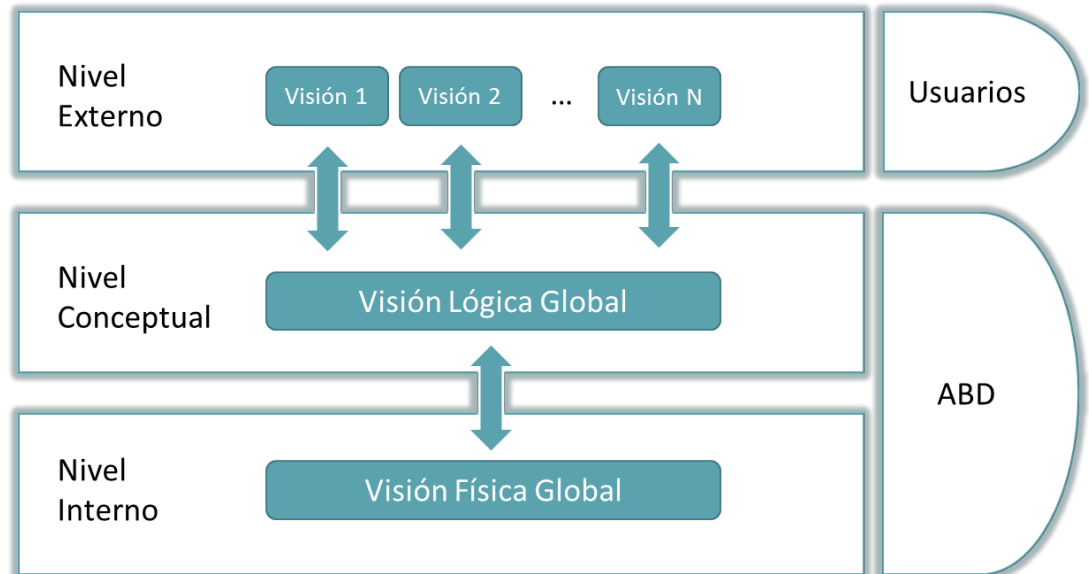 Nivel
Externo
Visión 1
Visión 2
...
Visión N
Usuarios
Nivel
Conceptual
Visión Lógica Global
ABD
Nivel
Interno
Visión Física Global